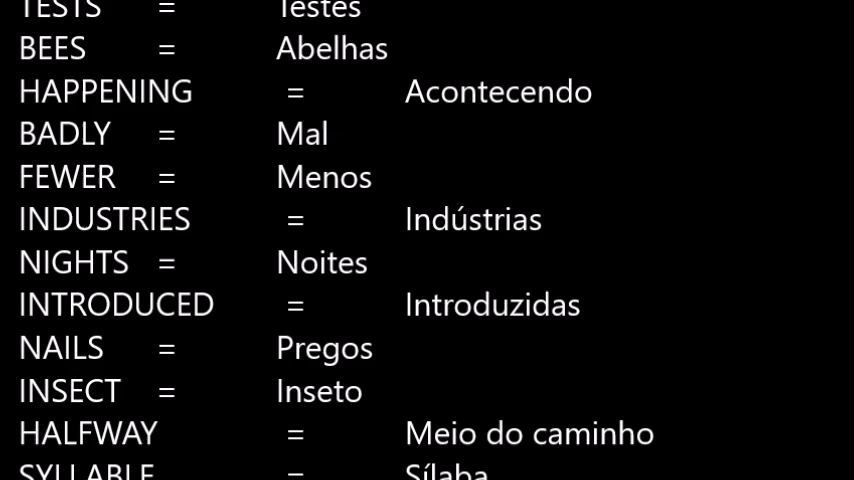 TESTS = Testes
BEES = Abelhas
HAPPENING = Acontecendo
BADLY = Mal
FEWER = Menos
INDUSTRIES = Indústrias
NIGHTS = Noites
INTRODUCED = Introduzidas
NAILS = Pregos
INSECT = Inseto
HALFWAY = Meio do caminho
SYLLABLE = Sílaba